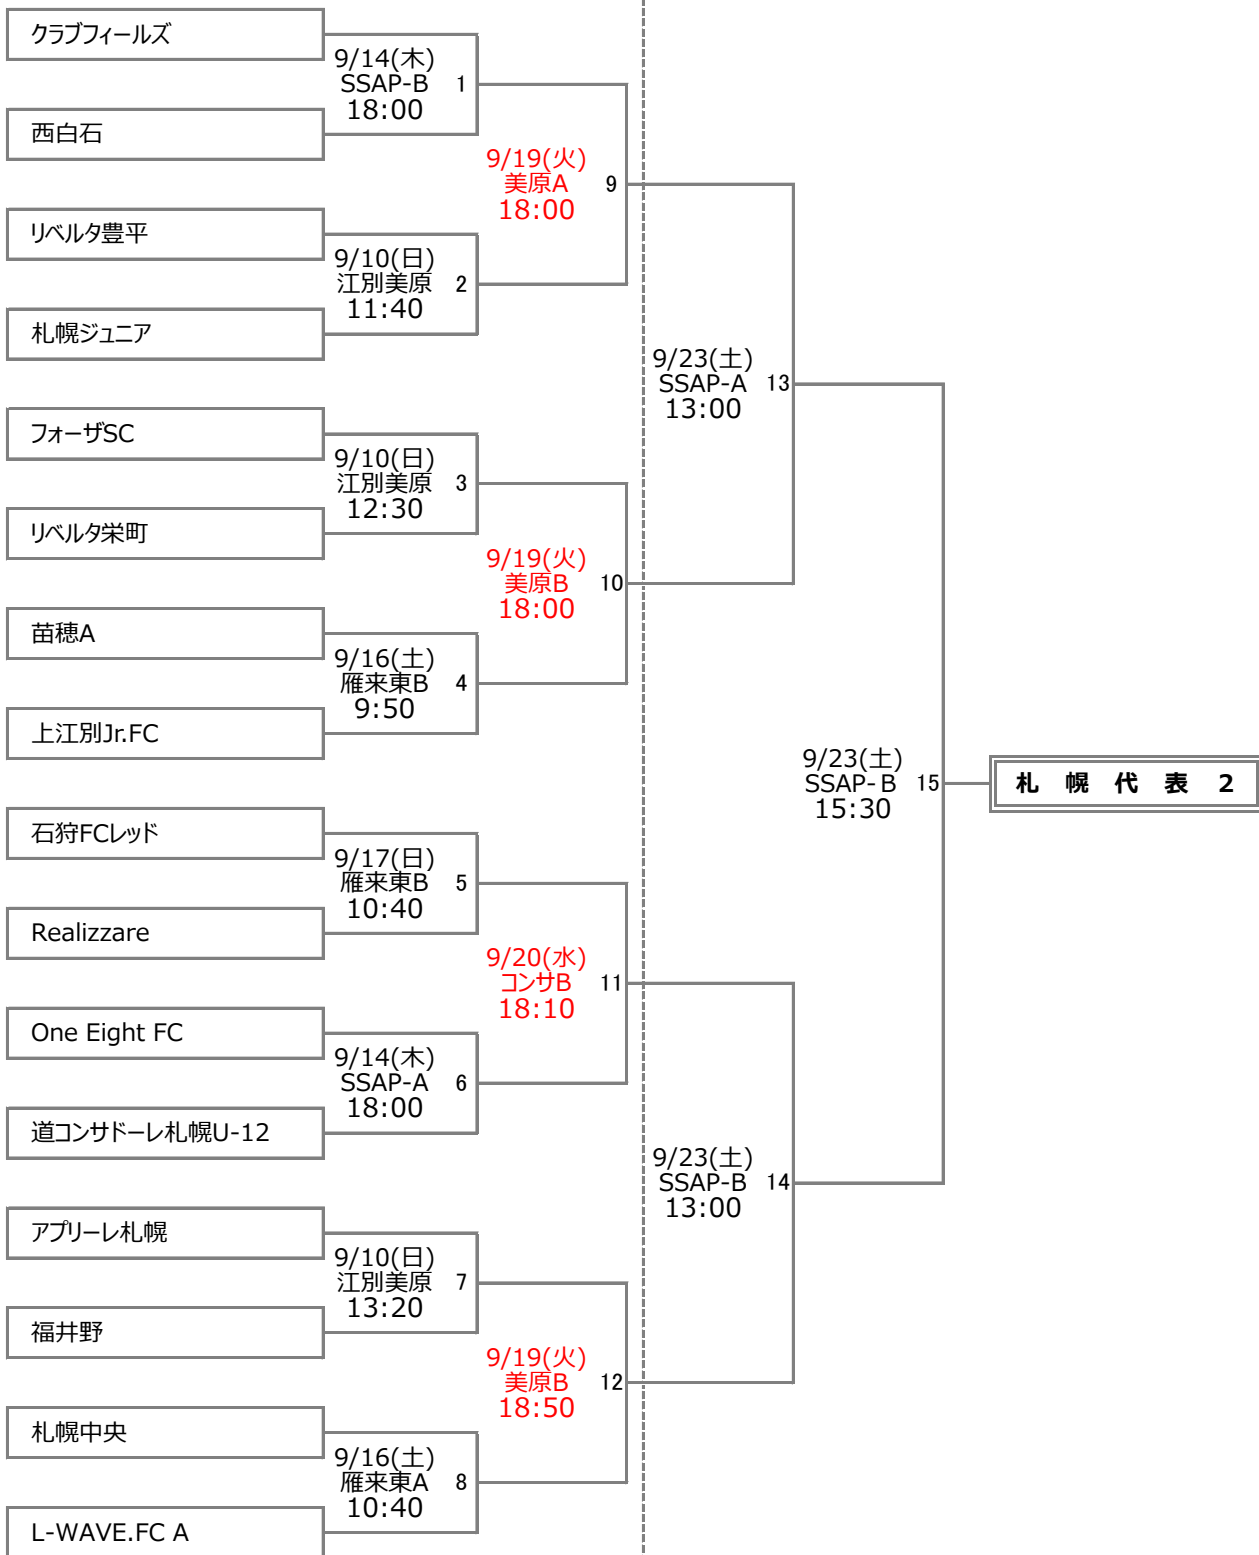 クラブフィールズ
9/14(木)
SSAP-B 1
18:00
西白石
9/19(火)
美原A 9
18:00
リベルタ豊平
9/10(日)
江別美原 2
11:40
札幌ジュニア
9/23(土)
SSAP-A 13
13:00
フォーザSC
9/10(日)
江別美原 3
12:30
リベルタ栄町
9/19(火)
美原B 10
18:00
苗穂A
9/16(土)
雁来東B 4
9:50
上江別Jr.FC
9/23(土)
SSAP-B 15
15:30
札 幌 代 表 2
石狩FCレッド
9/17(日)
雁来東B 5
10:40
Realizzare
9/20(水)
コンサB 11
18:10
One Eight FC
9/14(木)
SSAP-A 6
18:00
道コンサドーレ札幌U-12
9/23(土)
SSAP-B 14
13:00
アプリーレ札幌
9/10(日)
江別美原 7
13:20
福井野
9/19(火)
美原B 12
18:50
札幌中央
9/16(土)
雁来東A 8
10:40
L-WAVE.FC A